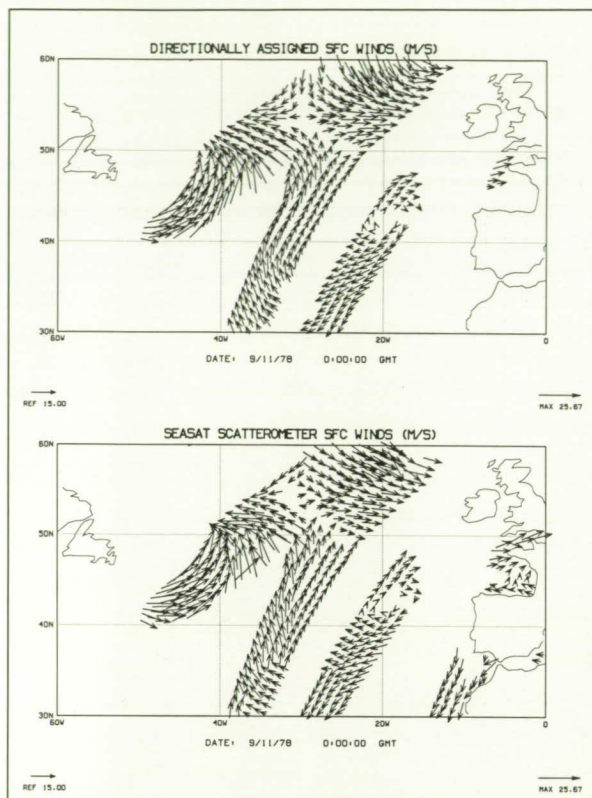 DIRECTIONALLY ASSIGNED SFC WINDS (M/S)
60N
50N
40N
30N
60W 40W 20W 0
DATE: 9/11/78 0:00:00 GMT
REF 15.00 MAX 25.67
SEASAT SCATTEROMETER SFC WINDS (M/S)
60N
50N
40N
30N
60W 40W 20W 0
DATE: 9/11/78 0:00:00 GMT
REF 15.00 MAX 25.67